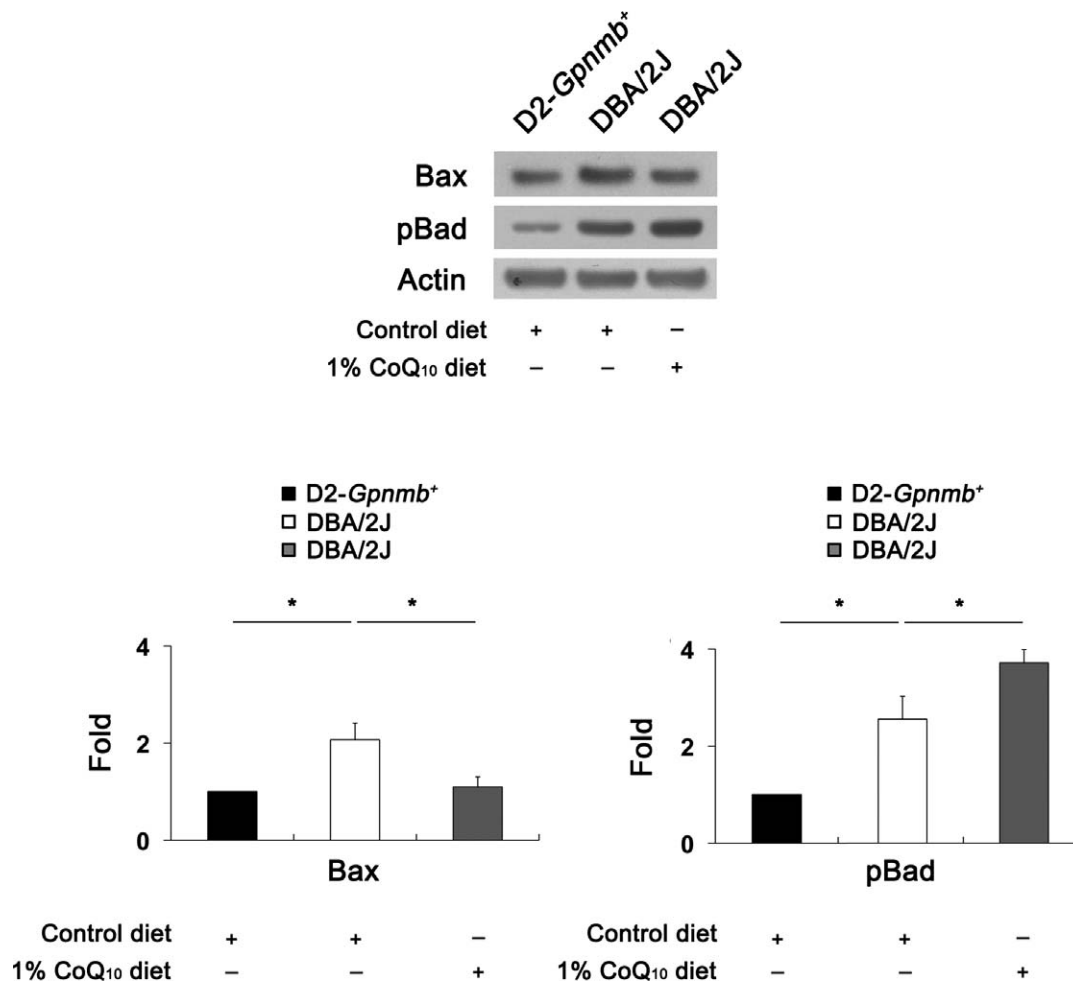 D2-Gpnmb⁺ DBA/2J DBA/2J
Bax
pBad
Actin
Control diet + + –
1% CoQ₁₀ diet – – +
D2-Gpnmb⁺
DBA/2J
DBA/2J
* *
4
2
0
Fold
Bax
Control diet + + –
1% CoQ₁₀ diet – – +
D2-Gpnmb⁺
DBA/2J
DBA/2J
* *
4
2
0
Fold
pBad
Control diet + + –
1% CoQ₁₀ diet – – +